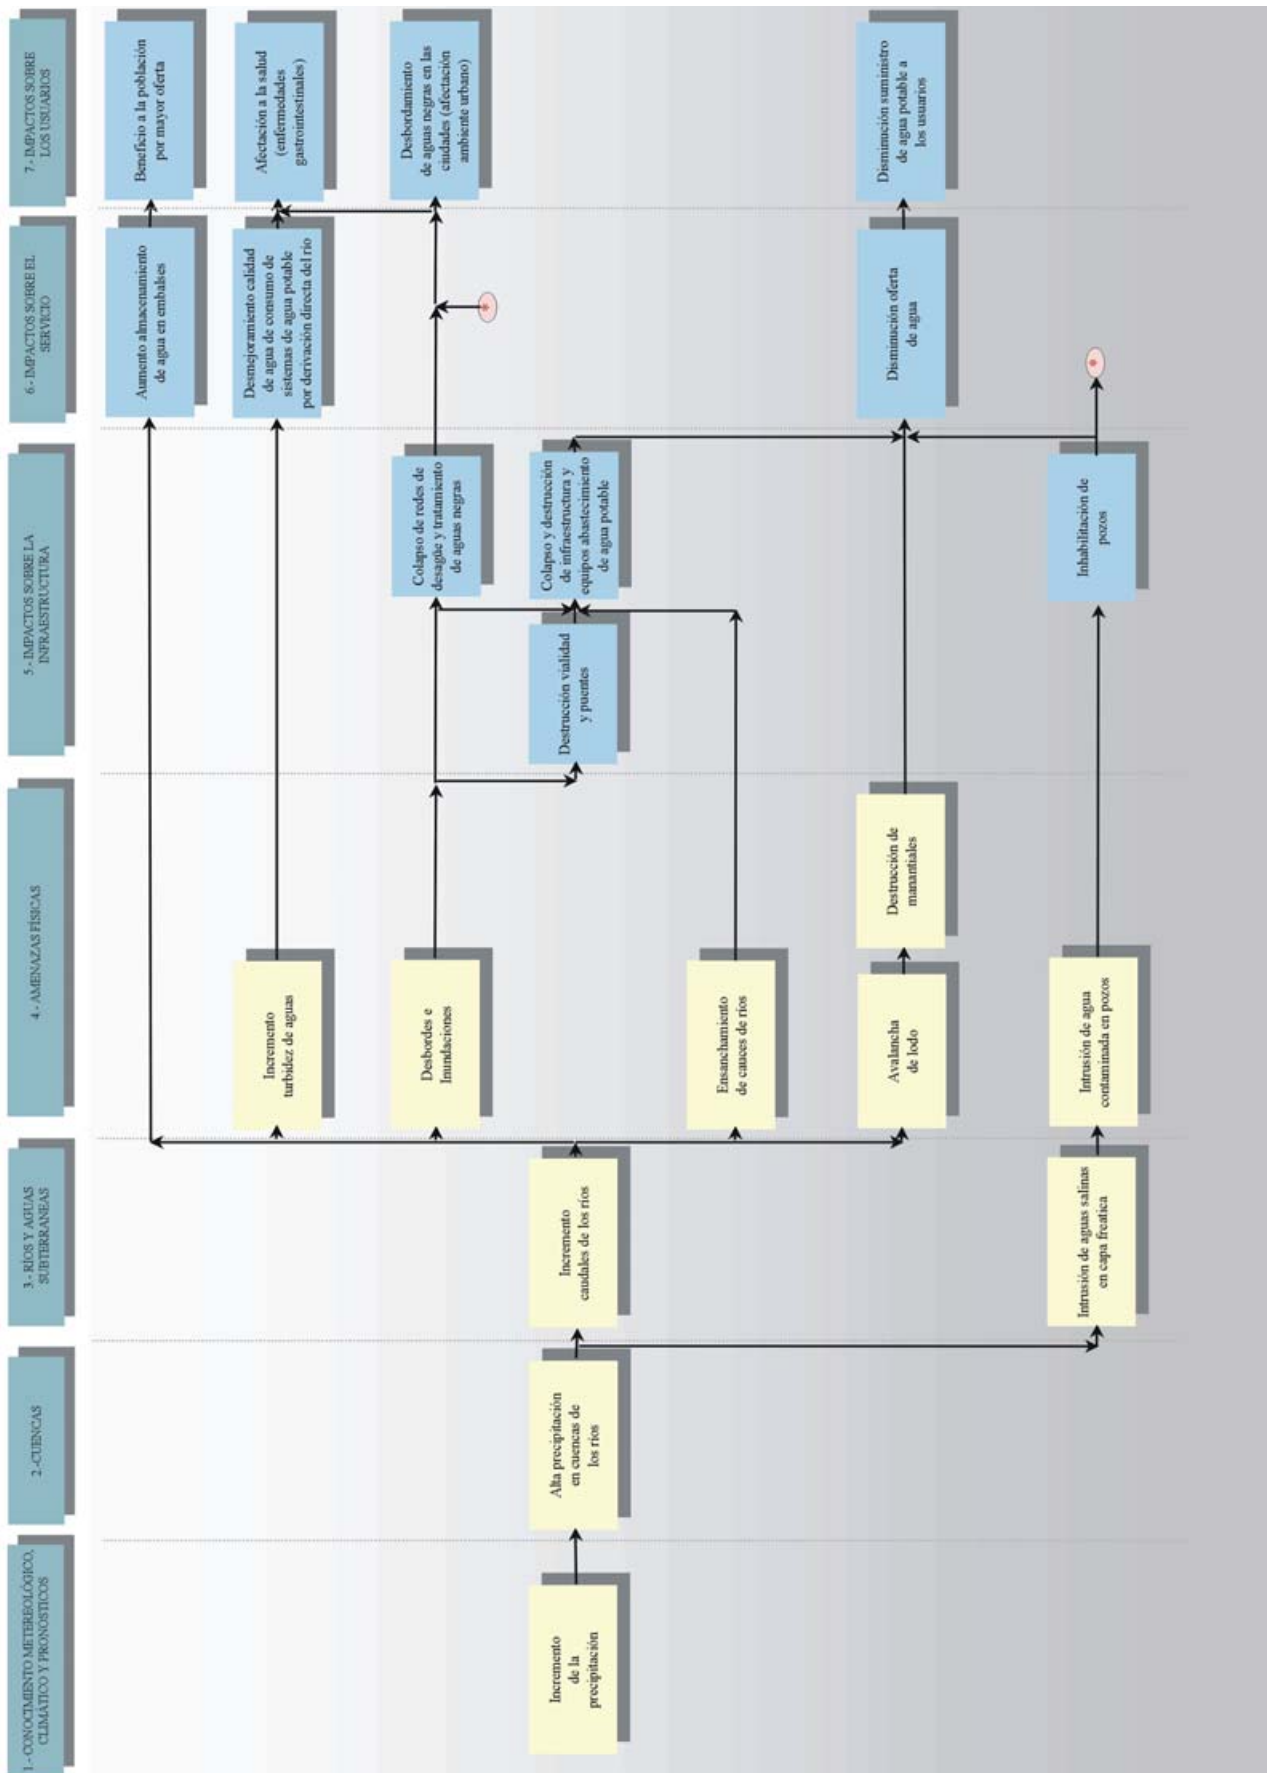 1.- CONOCIMIENTO METEREOLÓGICO,
CLIMÁTICO Y PRONÓSTICOS
2.-CUENCAS
3.- RÍOS Y AGUAS
SUBTERRANEAS
4.- AMENAZAS FÍSICAS
5.- IMPACTOS SOBRE LA
INFRAESTRUCTURA
6.- IMPACTOS SOBRE EL
SERVICIO
7.- IMPACTOS SOBRE
LOS USUARIOS
Aumento almacenamiento
de agua en embalses
Beneficio a la población
por mayor oferta
Incremento
turbidez de aguas
Desmejoramiento calidad
de agua de consumo de
sistemas de agua potable
por derivación directa del río
Afectación a la salud
(enfermedades
gastrointestinales)
Desbordes e
Inundaciones
Colapso de redes de
desagüe y tratamiento
de aguas negras
*
Desbordamiento
de aguas negras en las
ciudades (afectación
ambiente urbano)
Incremento
de la
precipitación
Alta precipitación
en cuencas de
los ríos
Incremento
caudales de los ríos
Destrucción vialidad
y puentes
Colapso y destrucción
de infraestructura y
equipos abastecimiento
de agua potable
Ensanchamiento
de cauces de ríos
Avalancha
de lodo
Destrucción de
manantiales
Disminución oferta
de agua
Disminución suministro
de agua potable a
los usuarios
Intrusión de aguas salinas
en capa freatica
Intrusión de agua
contaminada en pozos
Inhabilitación de
pozos
*